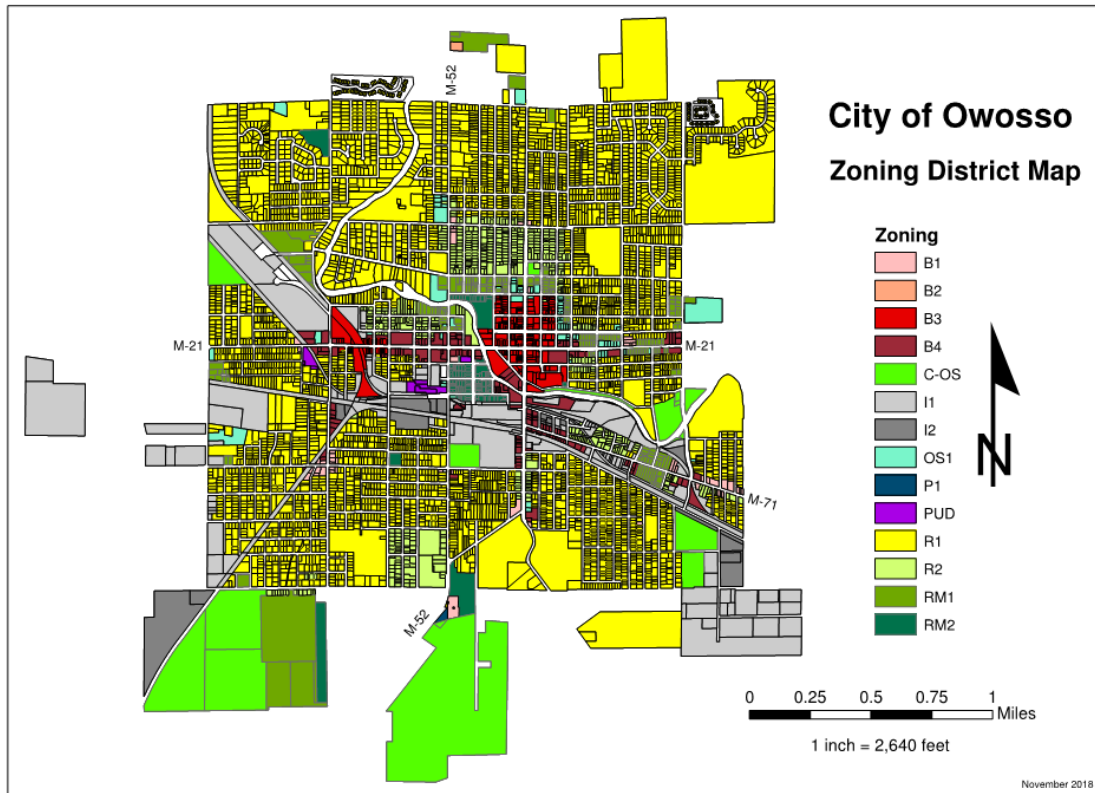 M-52
City of Owosso
Zoning District Map
Zoning
B1
B2
B3
B4
C-OS
I1
I2
OS1
P1
PUD
R1
R2
RM1
RM2
M-21
M-21
N
M-71
M-52
0 0.25 0.5 0.75 1
Miles
1 inch = 2,640 feet
November 2018